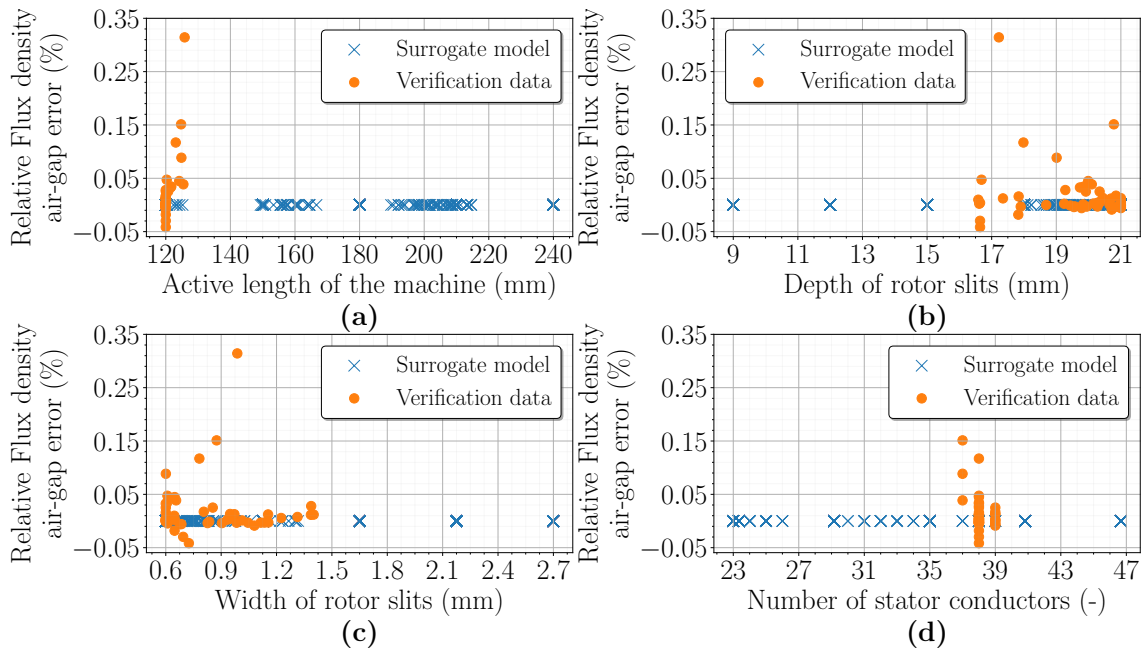 Relative Flux density
air-gap error (%)
0.35
0.25
0.15
0.05
−0.05
Surrogate model
Verification data
120 140 160 180 200 220 240
Active length of the machine (mm)
(a)
Relative Flux density
air-gap error (%)
0.35
0.25
0.15
0.05
−0.05
Surrogate model
Verification data
9 11 13 15 17 19 21
Depth of rotor slits (mm)
(b)
Relative Flux density
air-gap error (%)
0.35
0.25
0.15
0.05
−0.05
Surrogate model
Verification data
0.6 0.9 1.2 1.5 1.8 2.1 2.4 2.7
Width of rotor slits (mm)
(c)
Relative Flux density
air-gap error (%)
0.35
0.25
0.15
0.05
−0.05
Surrogate model
Verification data
23 27 31 35 39 43 47
Number of stator conductors (-)
(d)